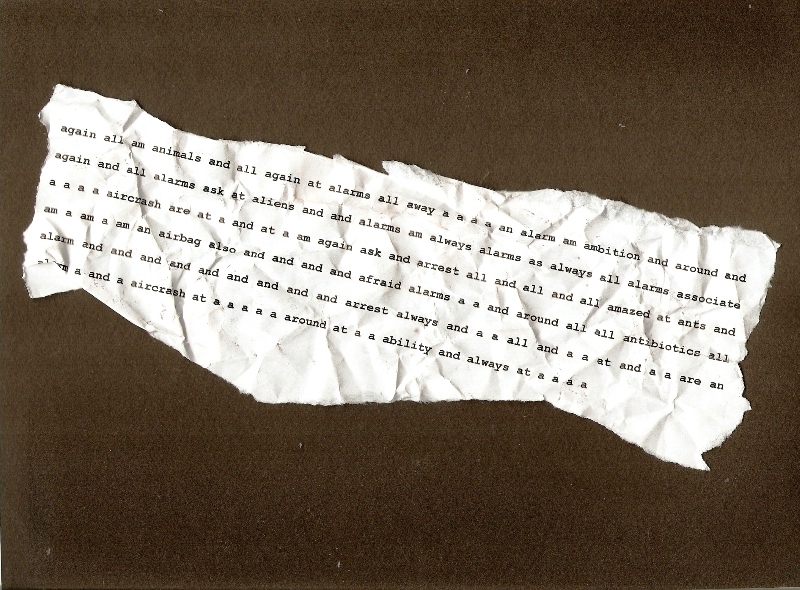 again all am animals and all again at alarms all away a a a a an alarm am ambition and around and
again and all alarms ask at aliens and and alarms am always alarms as always all alarms associate
a a a a aircrash are at a and at a am again ask and arrest all and all and all amazed at ants and
am a am a am an airbag also and and and and afraid alarms a a and around all all antibiotics all
alarm and and and and and and and and and arrest always and a a all and a a at and a a are an
alarm a and a aircrash at a a a a a around at a a ability and always at a a a a